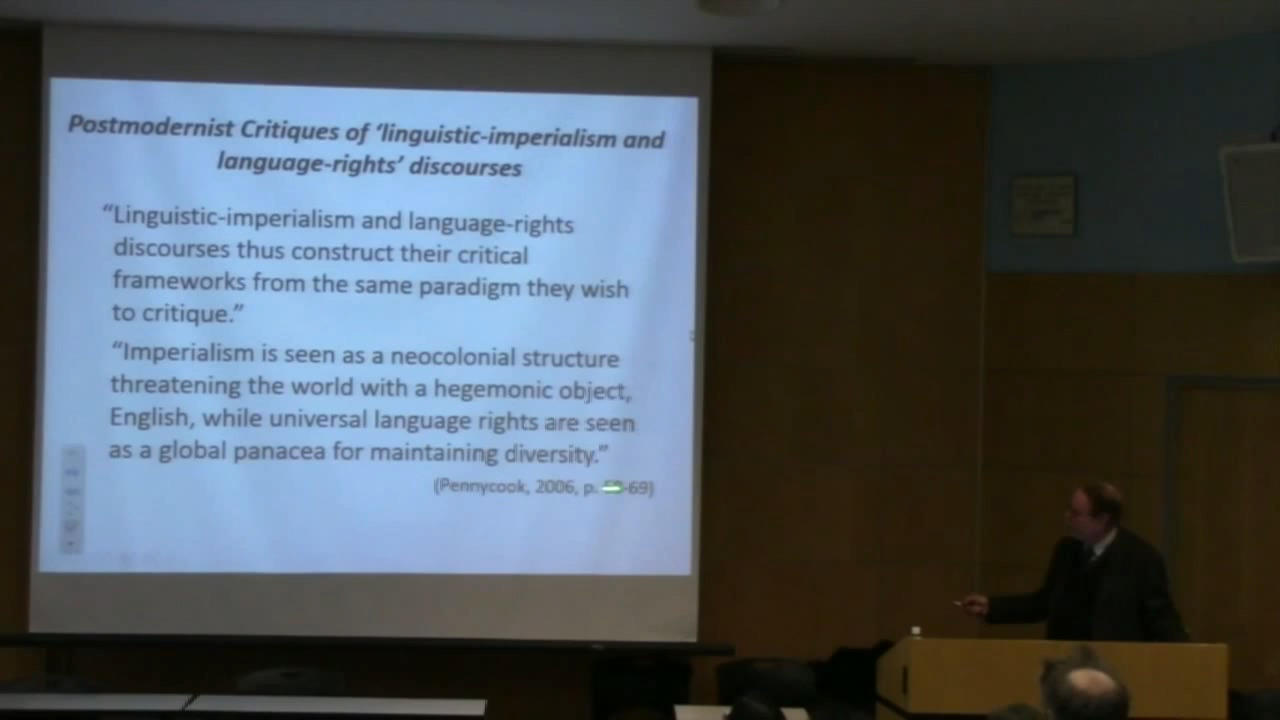 Postmodernist Critiques of ‘linguistic-imperialism and
language-rights’ discourses
“Linguistic-imperialism and language-rights
discourses thus construct their critical
frameworks from the same paradigm they wish
to critique.”
“Imperialism is seen as a neocolonial structure
threatening the world with a hegemonic object,
English, while universal language rights are seen
as a global panacea for maintaining diversity.”
(Pennycook, 2006, p. -69)